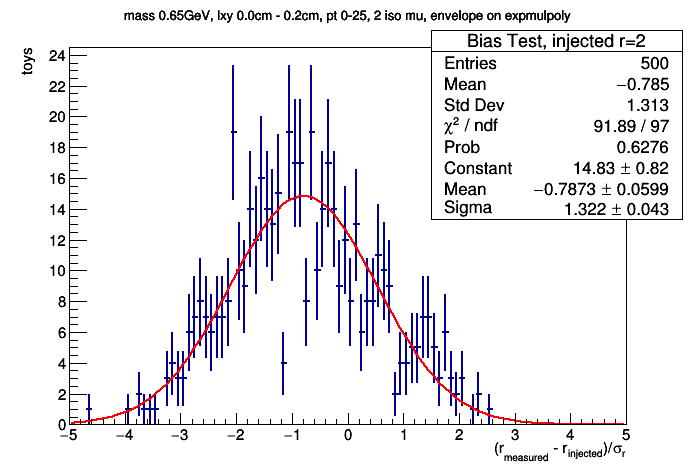 mass 0.65GeV, lxy 0.0cm - 0.2cm, pt 0-25, 2 iso mu, envelope on expmulpoly
Bias Test, injected r=2
Entries 500
Mean −0.785
Std Dev 1.313
χ² / ndf 91.89 / 97
Prob 0.6276
Constant 14.83 ± 0.82
Mean −0.7873 ± 0.0599
Sigma 1.322 ± 0.043
toys
24
22
20
18
16
14
12
10
8
6
4
2
0
−5 −4 −3 −2 −1 0 1 2 3 4 5
(r_measured - r_injected)/σ_r